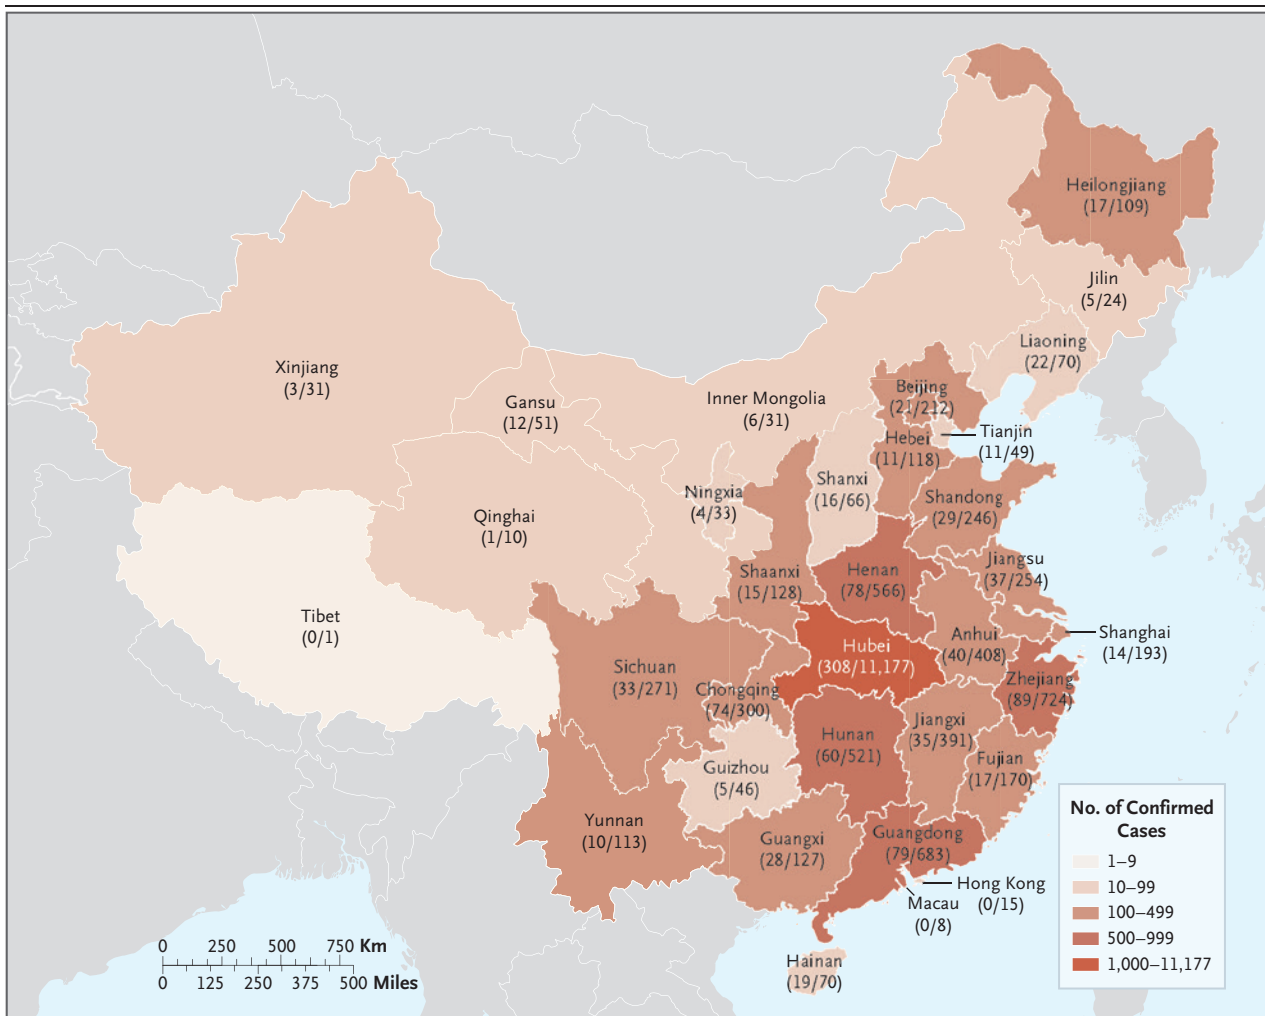 Heilongjiang
(17/109)
Jilin
(5/24)
Liaoning
(22/70)
Xinjiang
(3/31)
Gansu
(12/51)
Inner Mongolia
(6/31)
Beijing
(21/212)
Tianjin
(11/49)
Hebei
(11/118)
Ningxia
(4/33)
Shanxi
(16/66)
Shandong
(29/246)
Qinghai
(1/10)
Shaanxi
(15/128)
Henan
(78/566)
Jiangsu
(37/254)
Tibet
(0/1)
Sichuan
(33/271)
Chongqing
(74/300)
Hubei
(308/11,177)
Anhui
(40/408)
Shanghai
(14/193)
Zhejiang
(89/724)
Hunan
(60/521)
Jiangxi
(35/391)
Fujian
(17/170)
Guizhou
(5/46)
Yunnan
(10/113)
Guangxi
(28/127)
Guangdong
(79/683)
Hong Kong
(0/15)
Macau
(0/8)
Hainan
(19/70)
No. of Confirmed
Cases
1–9
10–99
100–499
500–999
1,000–11,177
0 250 500 750 Km
0 125 250 375 500 Miles